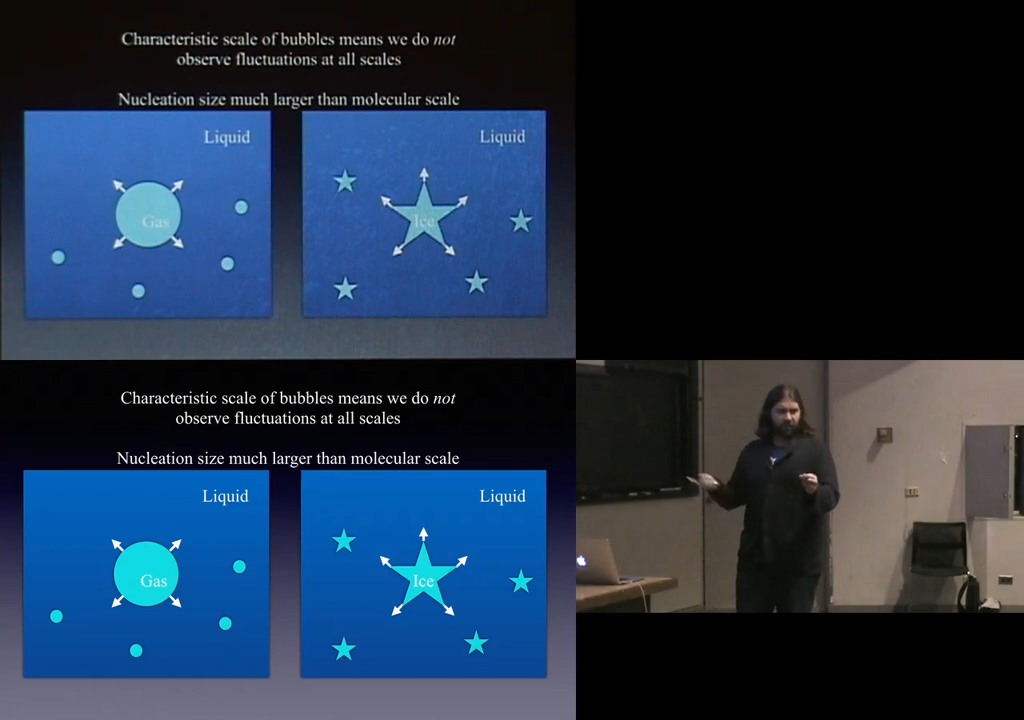 Characteristic scale of bubbles means we do not
observe fluctuations at all scales
Nucleation size much larger than molecular scale
Liquid
Liquid
Gas
Ice
Characteristic scale of bubbles means we do not
observe fluctuations at all scales
Nucleation size much larger than molecular scale
Liquid
Liquid
Gas
Ice